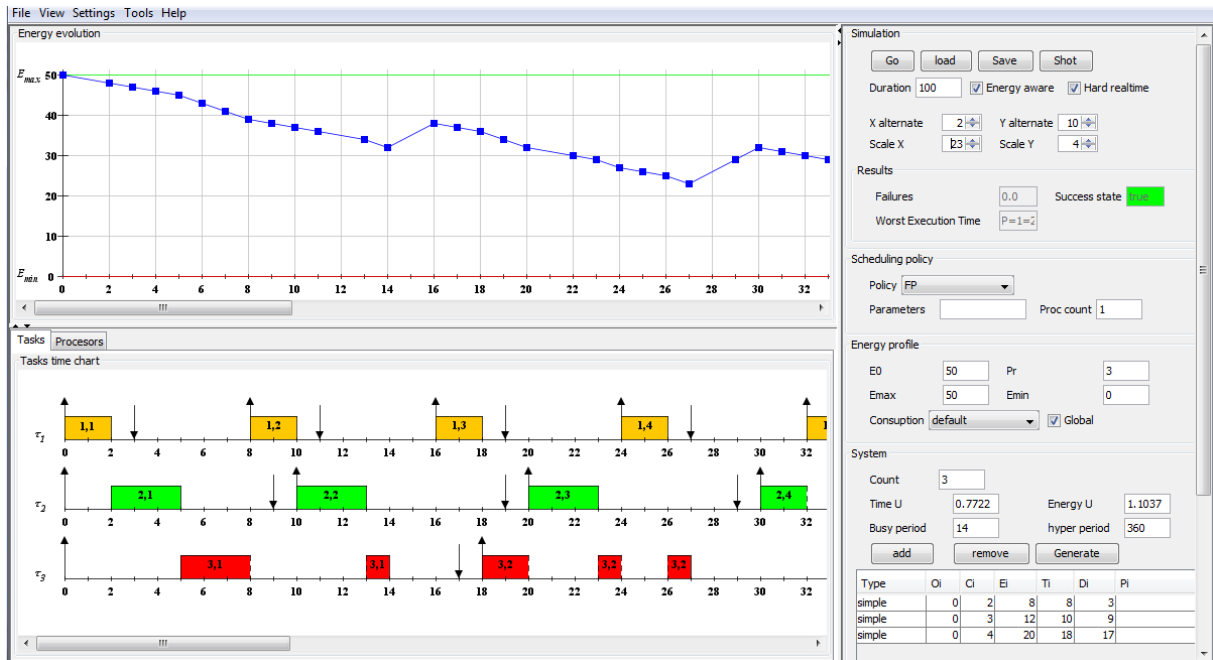 File View Settings Tools Help
Energy evolution
Emax 50
40
30
20
10
Emin 0
0 2 4 6 8 10 12 14 16 18 20 22 24 26 28 30 32
Tasks Procesors
Tasks time chart
1,1 1,2 1,3 1,4 1
τ1
0 2 4 6 8 10 12 14 16 18 20 22 24 26 28 30 32
2,1 2,2 2,3 2,4
τ2
0 2 4 6 8 10 12 14 16 18 20 22 24 26 28 30 32
3,1 3,1 3,2 3,2 3,2
τ3
0 2 4 6 8 10 12 14 16 18 20 22 24 26 28 30 32
Simulation
Go load Save Shot
Duration 100 Energy aware Hard realtime
X alternate 2 Y alternate 10
Scale X 23 Scale Y 4
Results
Failures 0.0 Success state true
Worst Execution Time P=1=2
Scheduling policy
Policy FP
Parameters Proc count 1
Energy profile
E0 50 Pr 3
Emax 50 Emin 0
Consuption default Global
System
Count 3
Time U 0.7722 Energy U 1.1037
Busy period 14 hyper period 360
add remove Generate
Type Oi Ci Ei Ti Di Pi
simple 0 2 8 8 3
simple 0 3 12 10 9
simple 0 4 20 18 17